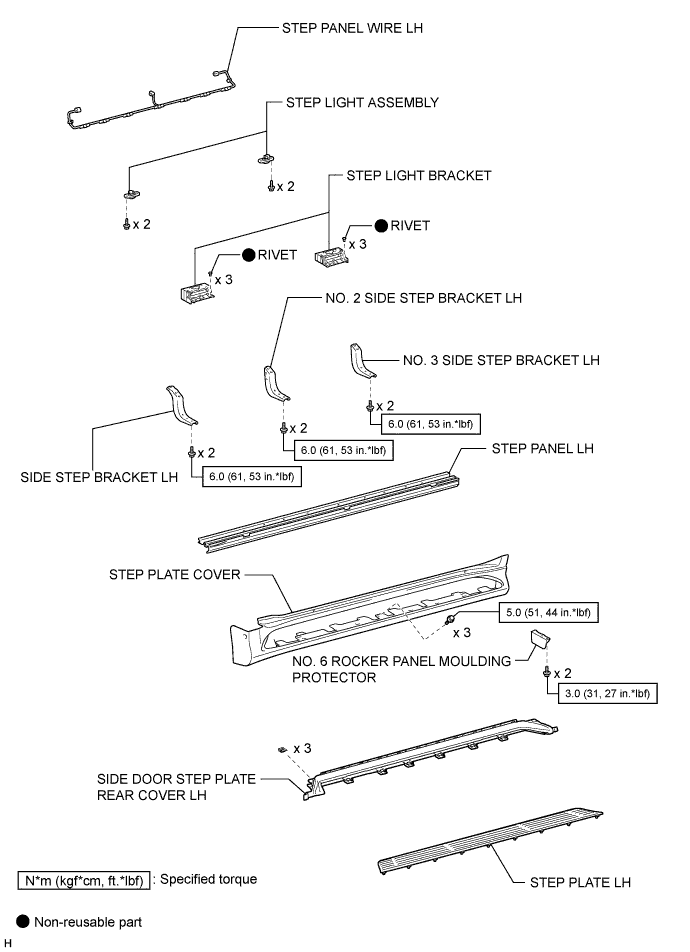 STEP PANEL WIRE LH
STEP LIGHT ASSEMBLY
x 2
x 2
STEP LIGHT BRACKET
RIVET
x 3
RIVET
x 3
NO. 2 SIDE STEP BRACKET LH
NO. 3 SIDE STEP BRACKET LH
x 2
6.0 (61, 53 in.*lbf)
x 2
6.0 (61, 53 in.*lbf)
STEP PANEL LH
x 2
SIDE STEP BRACKET LH
6.0 (61, 53 in.*lbf)
STEP PLATE COVER
5.0 (51, 44 in.*lbf)
x 3
NO. 6 ROCKER PANEL MOULDING
PROTECTOR
x 2
3.0 (31, 27 in.*lbf)
x 3
SIDE DOOR STEP PLATE
REAR COVER LH
N*m (kgf*cm, ft.*lbf) : Specified torque
STEP PLATE LH
Non-reusable part
H